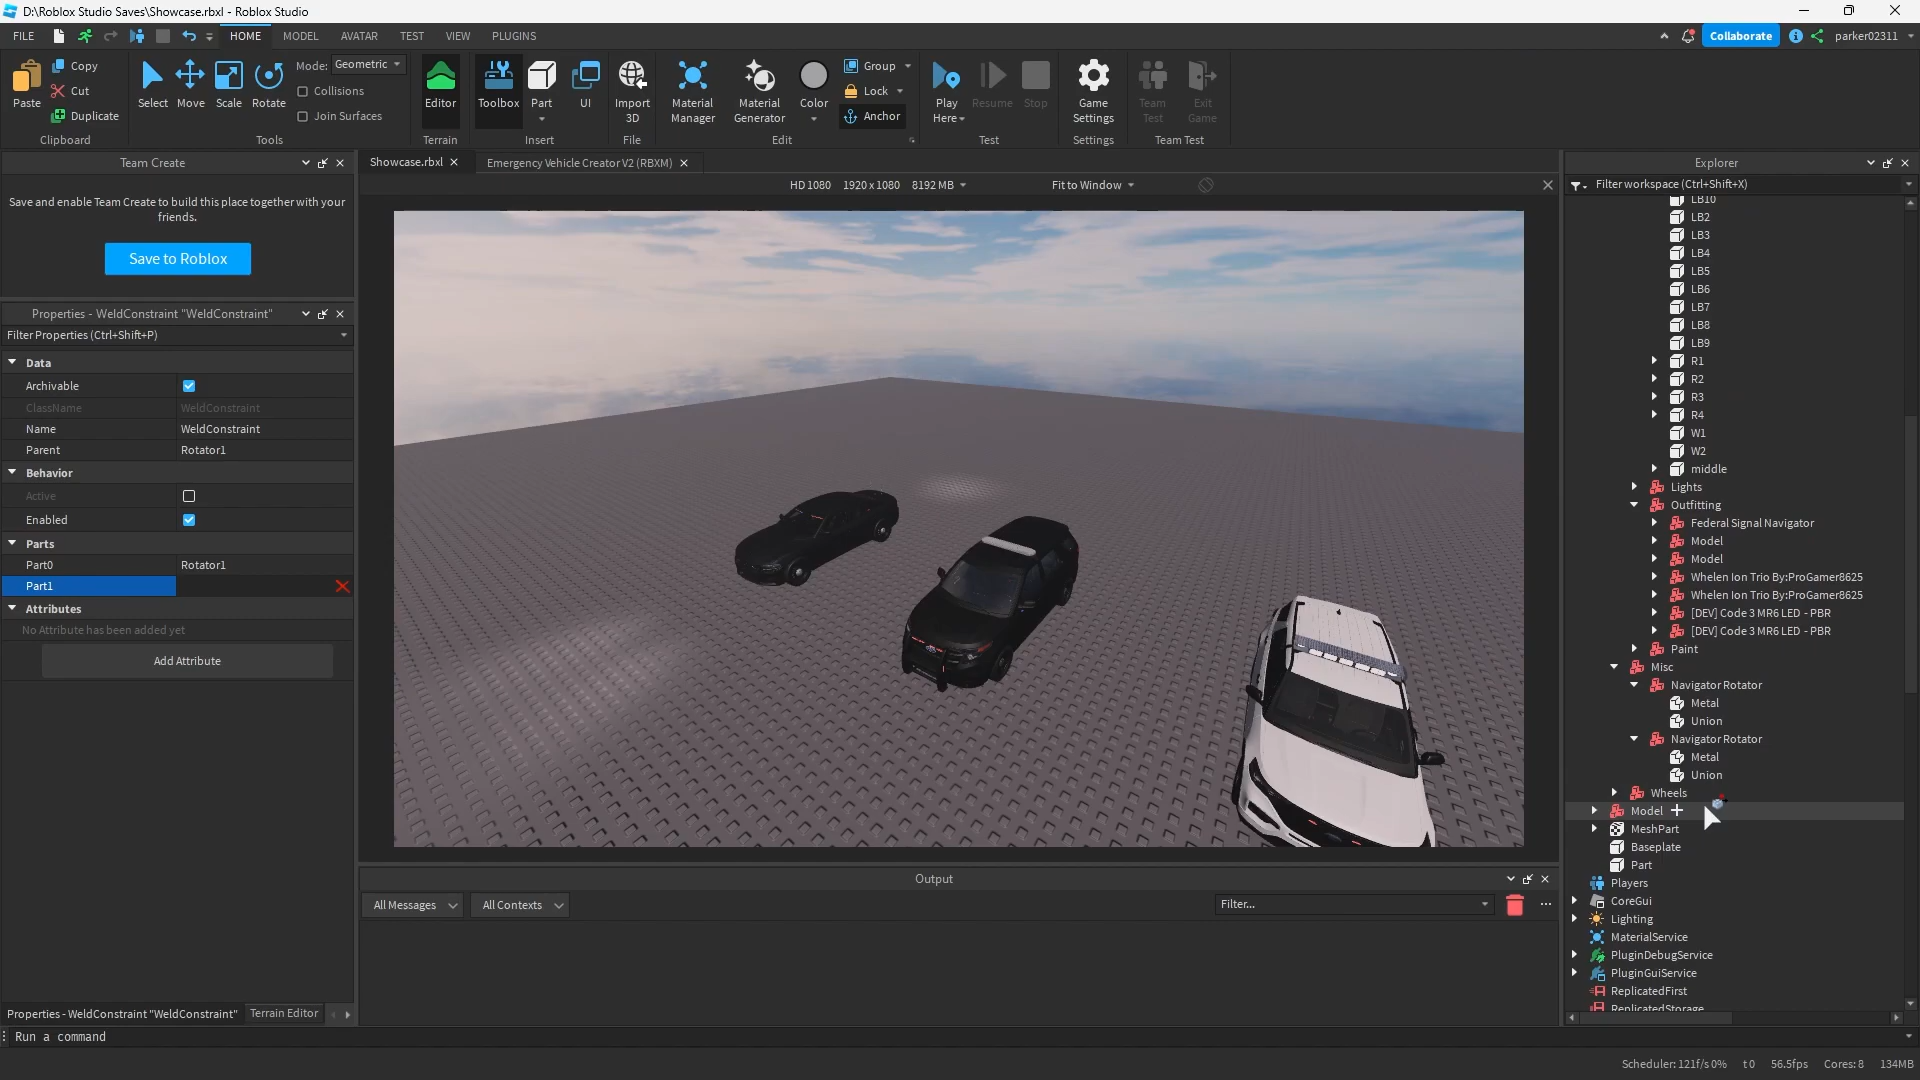 D:\Roblox Studio Saves\Showcase.rbxl - Roblox Studio
FILE
HOME
MODEL
AVATAR
TEST
VIEW
PLUGINS
Collaborate
parker02311
Paste
Copy
Cut
Duplicate
Clipboard
Select
Move
Scale
Rotate
Mode:
Geometric
Collisions
Join Surfaces
Tools
Editor
Terrain
Toolbox
Part
UI
Insert
Import
3D
File
Material
Manager
Material
Generator
Color
Group
Lock
Anchor
Edit
Play
Here
Resume
Stop
Test
Game
Settings
Settings
Team
Test
Exit
Game
Team Test
Team Create
Save and enable Team Create to build this place together with your
friends.
Save to Roblox
Properties - WeldConstraint "WeldConstraint"
Filter Properties (Ctrl+Shift+P)
Data
Archivable
ClassName
WeldConstraint
Name
WeldConstraint
Parent
Rotator1
Behavior
Active
Enabled
Parts
Part0
Rotator1
Part1
Attributes
No Attribute has been added yet
Add Attribute
Properties - WeldConstraint "WeldConstraint"
Terrain Editor
Showcase.rbxl
Emergency Vehicle Creator V2 (RBXM)
HD 1080 1920 x 1080 8192 MB
Fit to Window
Output
All Messages
All Contexts
Filter...
Explorer
Filter workspace (Ctrl+Shift+X)
LB10
LB2
LB3
LB4
LB5
LB6
LB7
LB8
LB9
R1
R2
R3
R4
W1
W2
middle
Lights
Outfitting
Federal Signal Navigator
Model
Model
Whelen Ion Trio By:ProGamer8625
Whelen Ion Trio By:ProGamer8625
[DEV] Code 3 MR6 LED - PBR
[DEV] Code 3 MR6 LED - PBR
Paint
Misc
Navigator Rotator
Metal
Union
Navigator Rotator
Metal
Union
Wheels
Model
MeshPart
Baseplate
Part
Players
CoreGui
Lighting
MaterialService
PluginDebugService
PluginGuiService
ReplicatedFirst
ReplicatedStorage
Run a command
Scheduler: 121f/s 0% t0 56.5fps Cores: 8 134MB